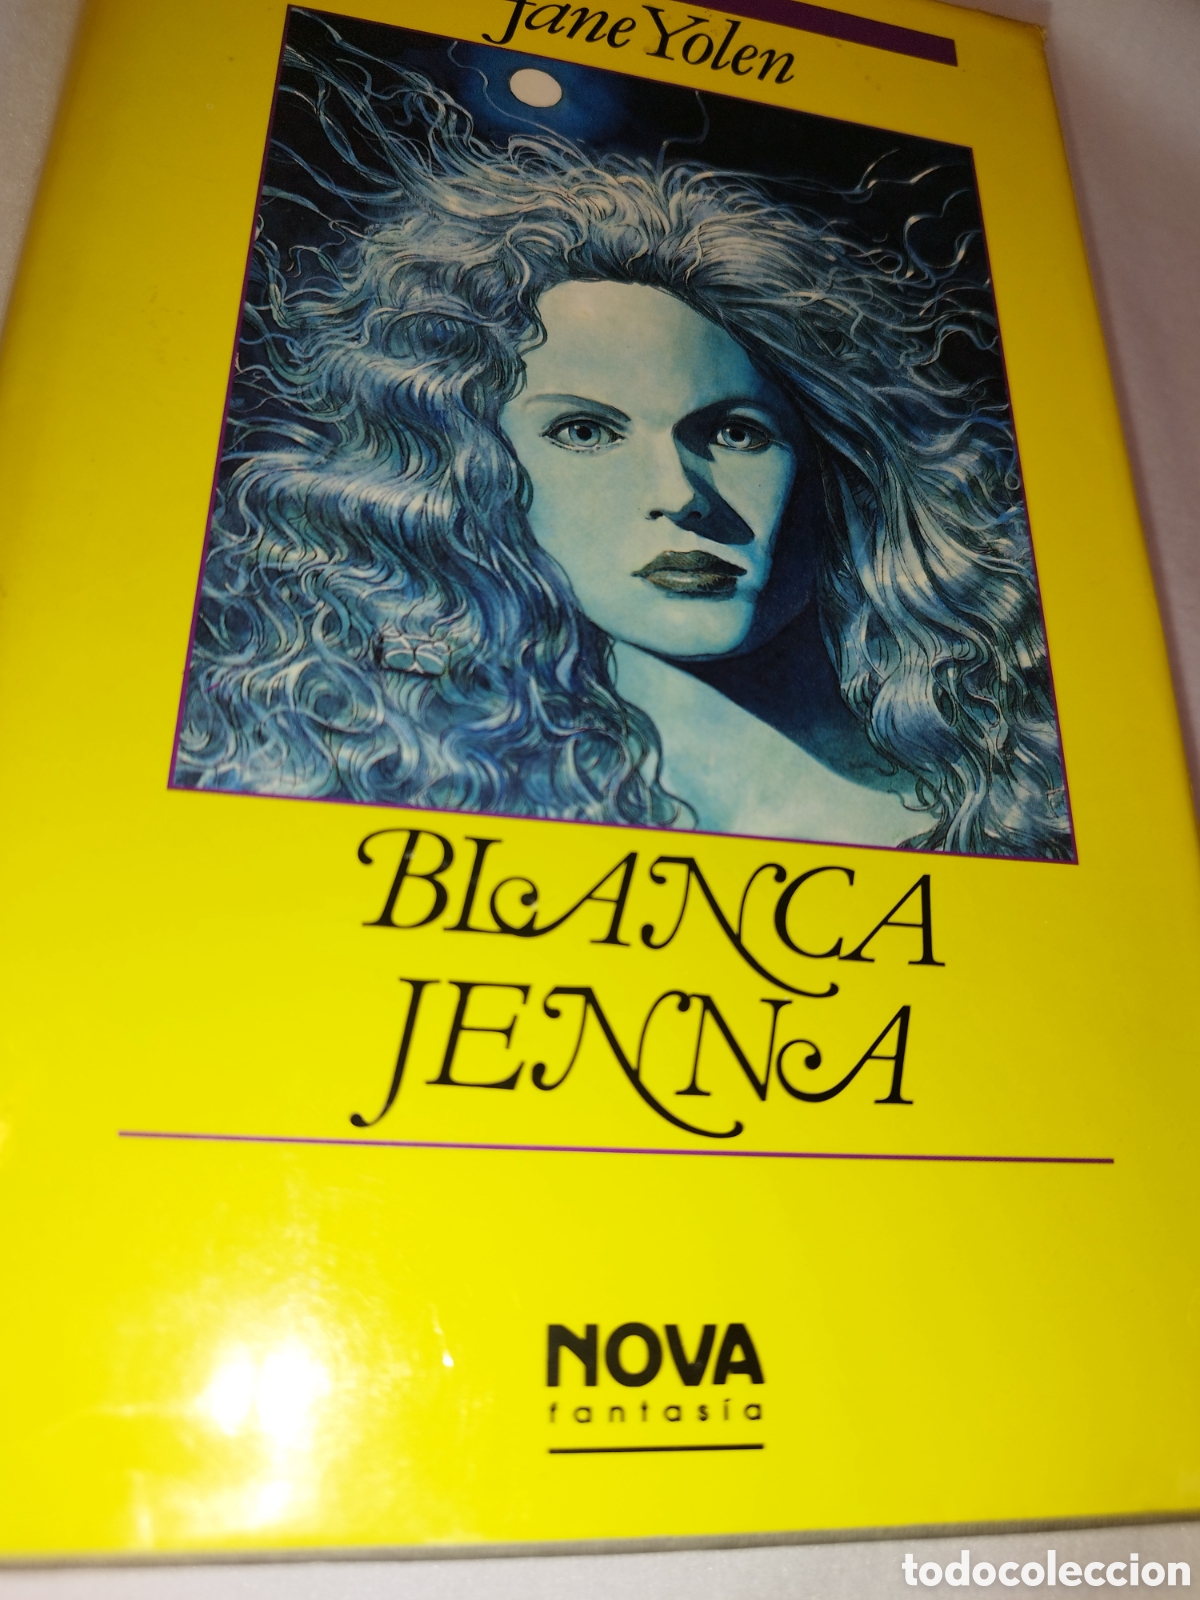 Jane Yolen
BLANCA
JENNA
NOVA
fantasía
todocoleccion